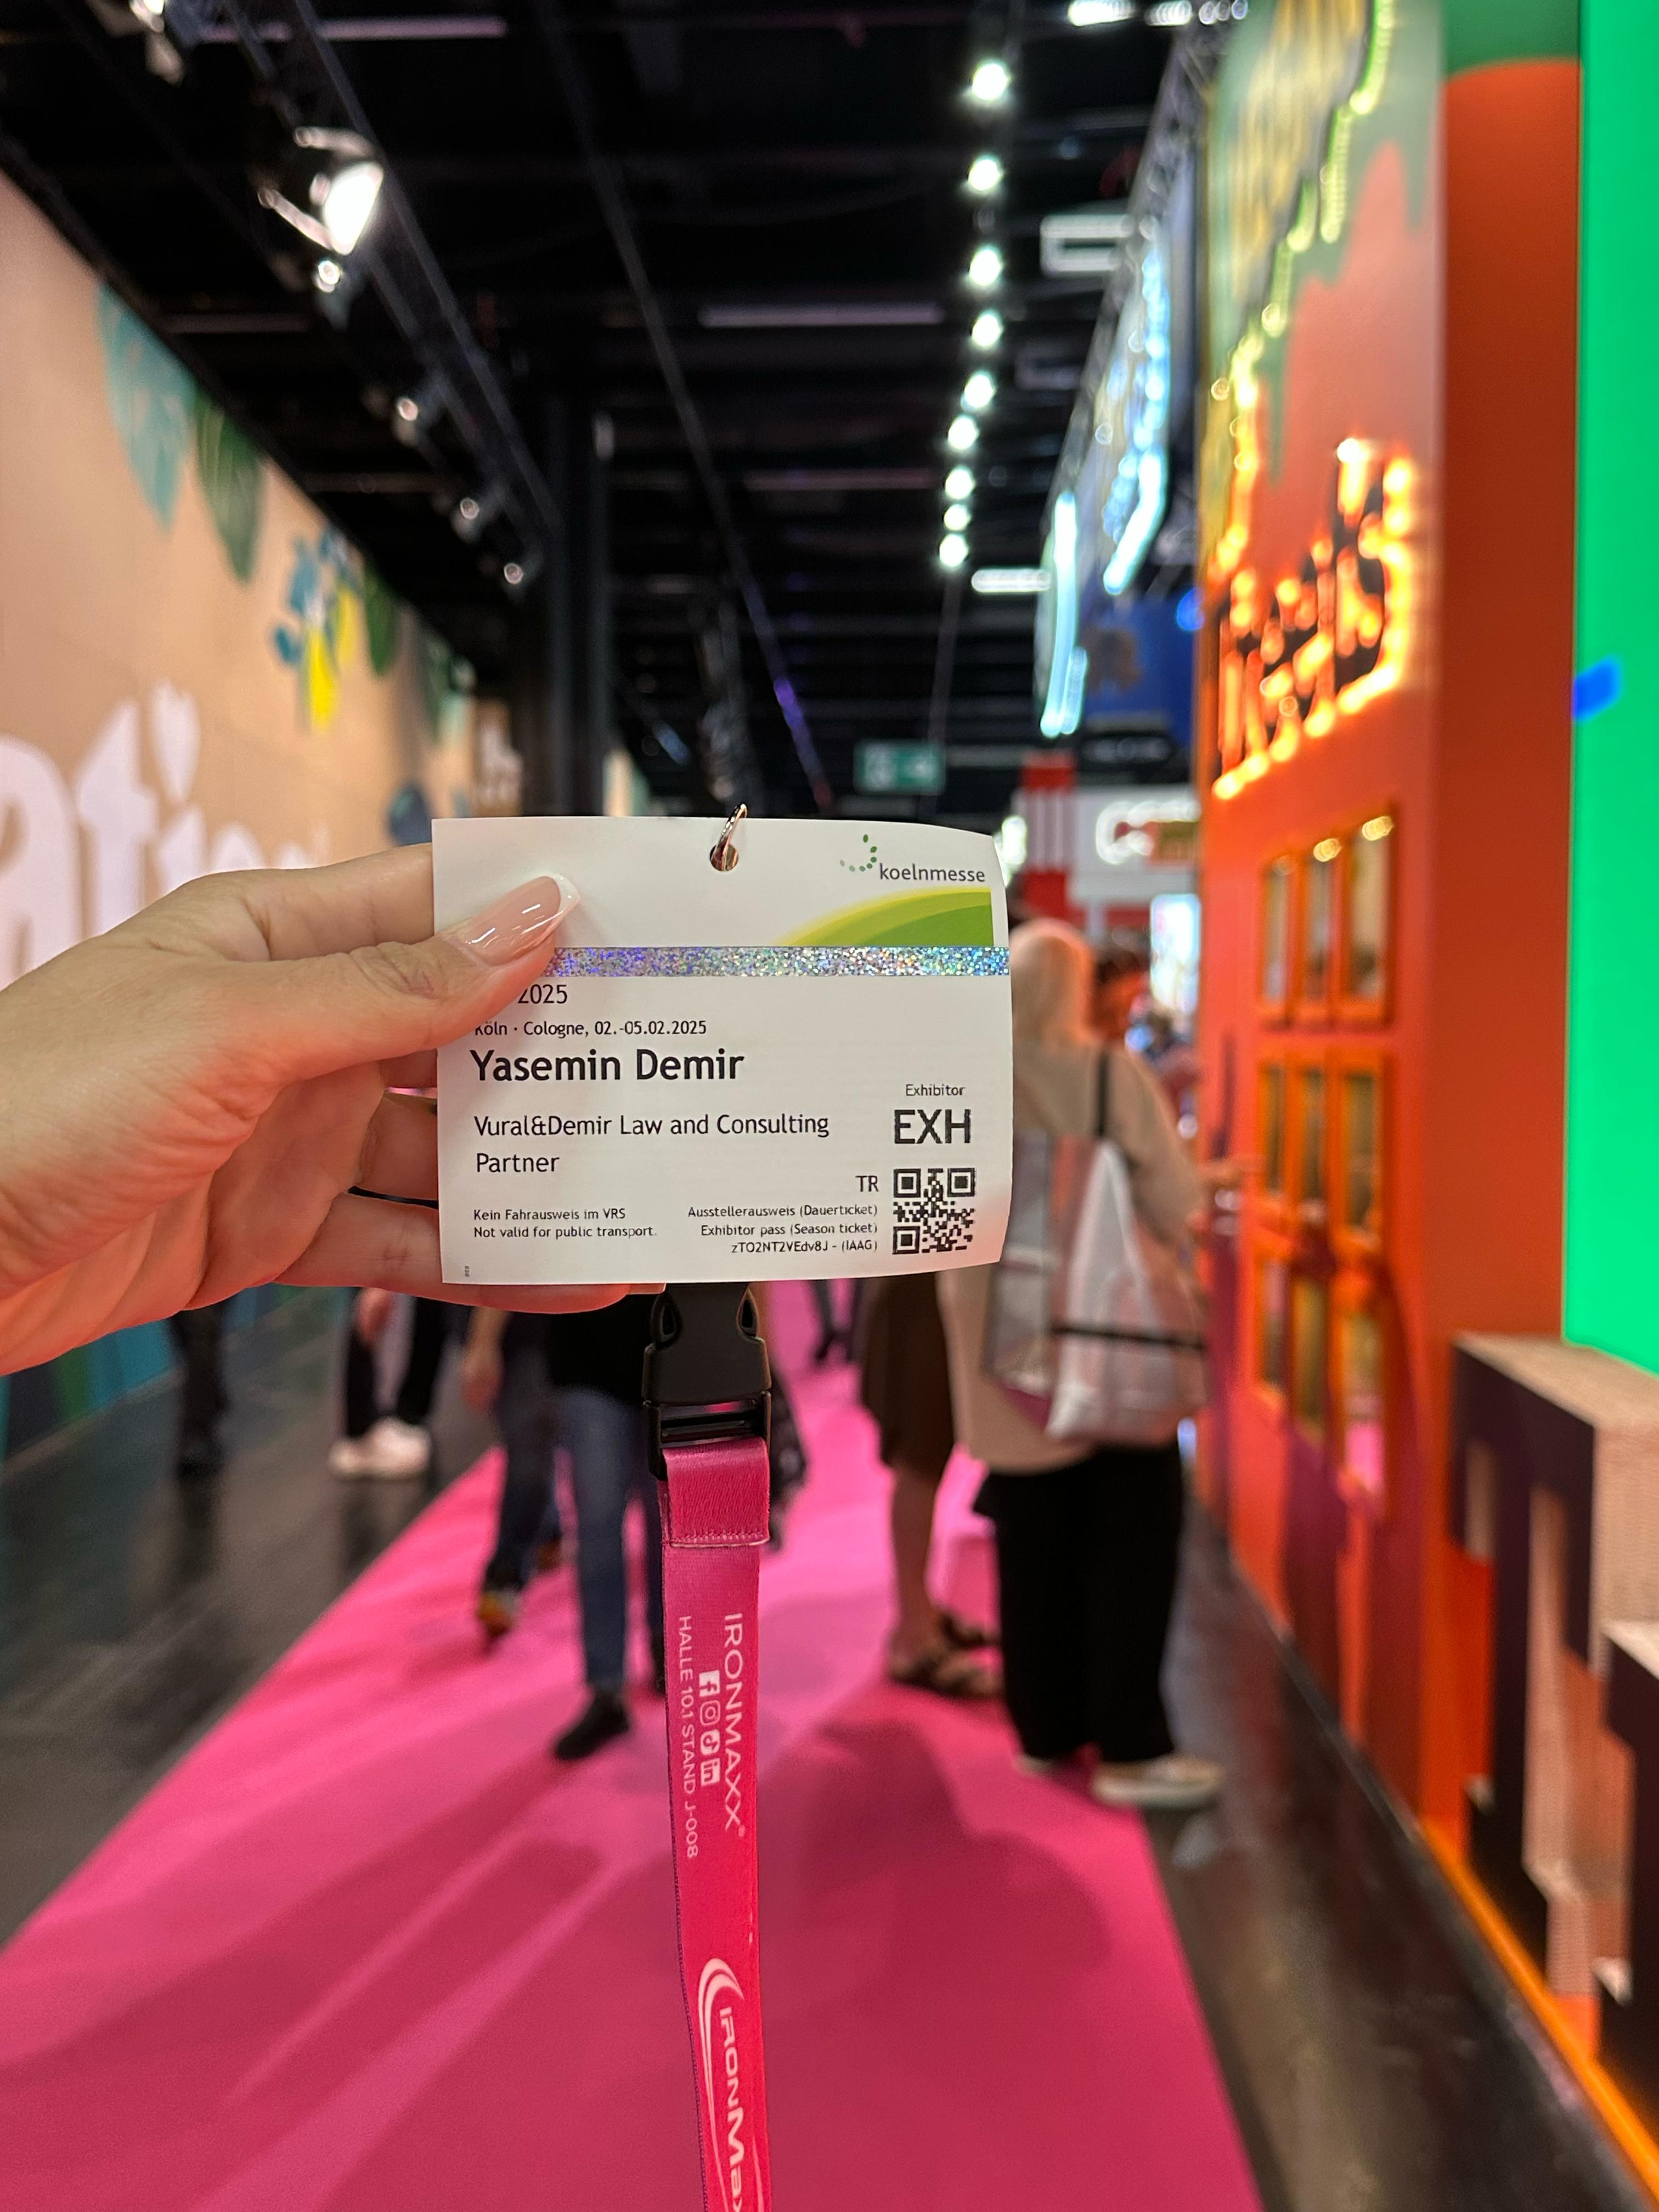 koelnmesse
2025
Köln · Cologne, 02.-05.02.2025
Yasemin Demir
Exhibitor
EXH
Vural&Demir Law and Consulting
Partner
TR
Kein Fahrausweis im VRS
Not valid for public transport.
Ausstellerausweis (Dauerticket)
Exhibitor pass (Season ticket)
zTO2NT2VEdv8J - (IAAG)
IRONMAXX®
HALLE 10.1 STAND J-008
IRONMAX